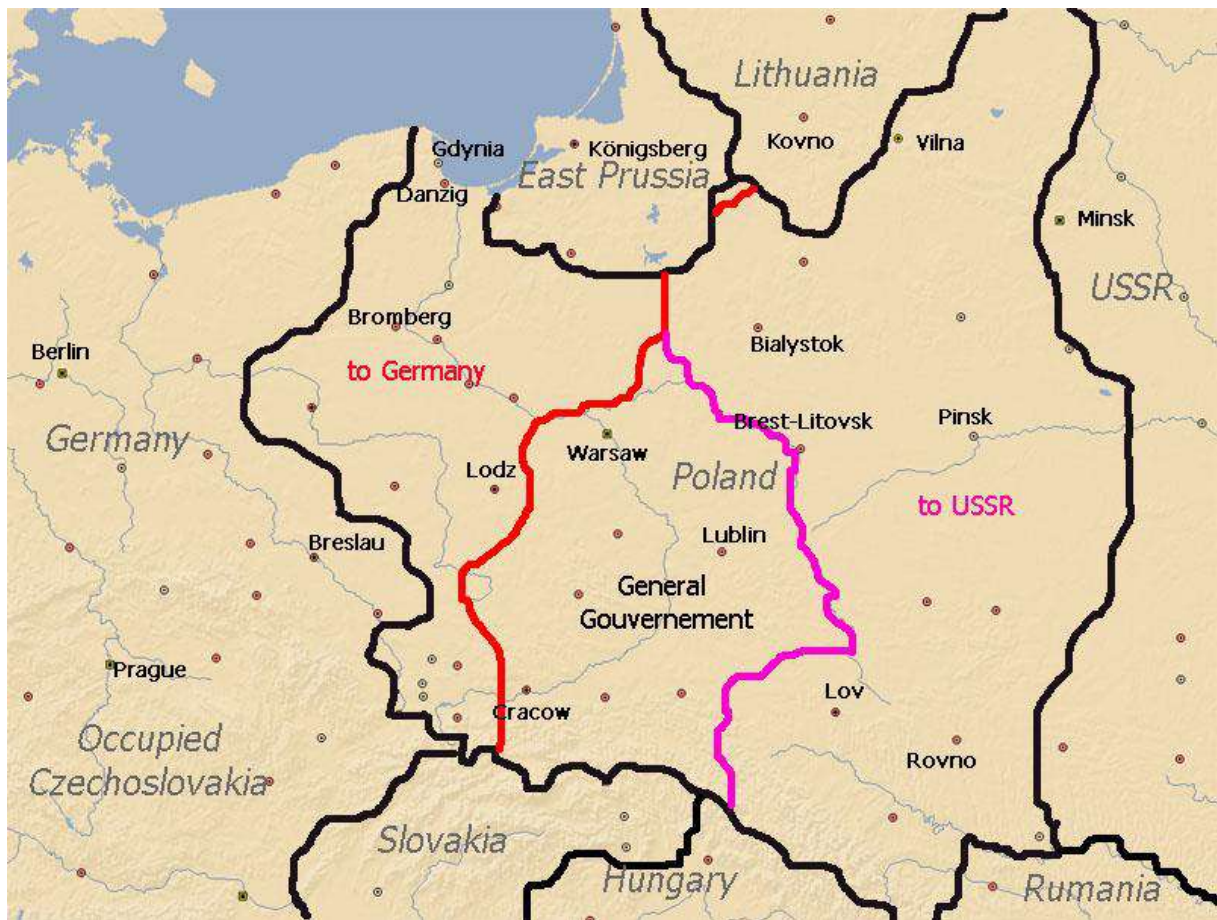 Lithuania
Kovno
Vilna
Gdynia
Königsberg
East Prussia
Danzig
Minsk
USSR
Bromberg
Bialystok
Berlin
to Germany
Brest-Litovsk
Pinsk
Germany
Warsaw
Lodz
Poland
to USSR
Breslau
Lublin
General
Gouvernement
Prague
Lov
Cracow
Occupied
Czechoslovakia
Rovno
Slovakia
Hungary
Rumania